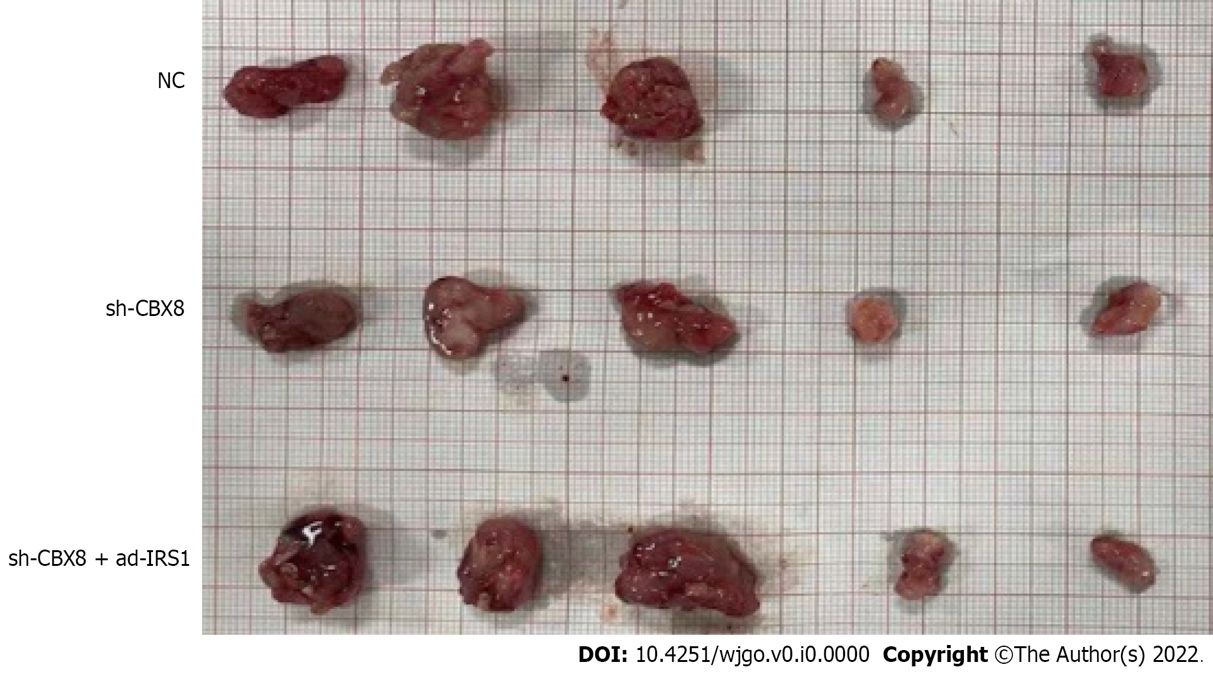 NC
sh-CBX8
sh-CBX8 + ad-IRS1
DOI: 10.4251/wjgo.v0.i0.0000 Copyright ©The Author(s) 2022.